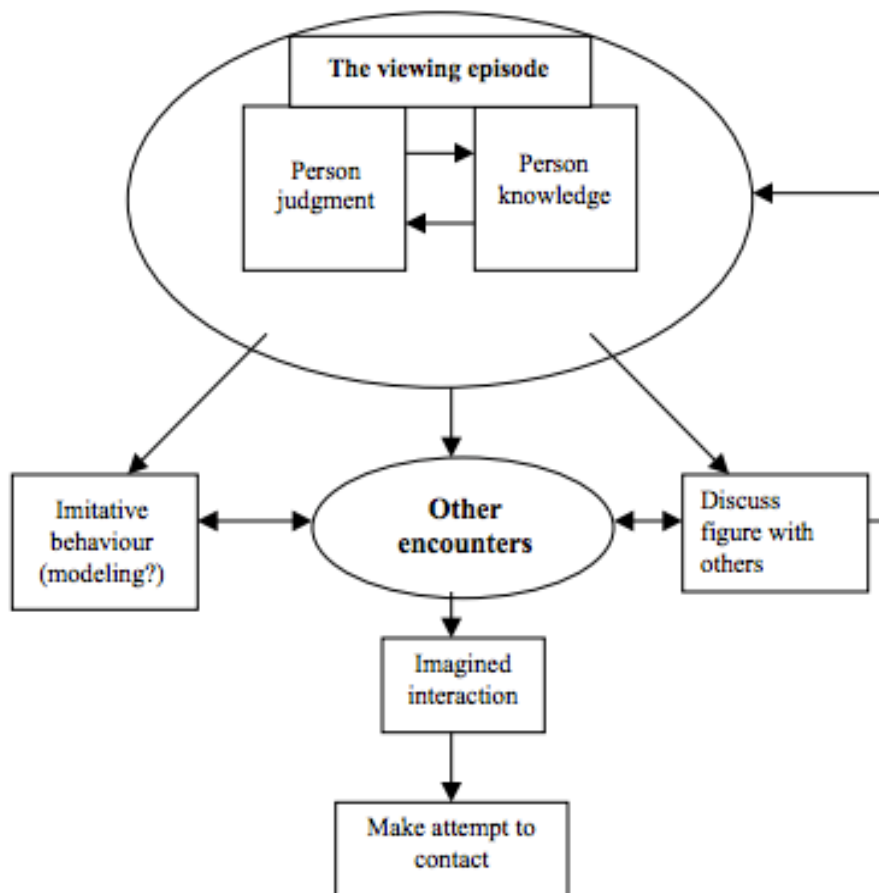 The viewing episode
Person
judgment
Person
knowledge
Imitative
behaviour
(modeling?)
Other
encounters
Discuss
figure with
others
Imagined
interaction
Make attempt to
contact